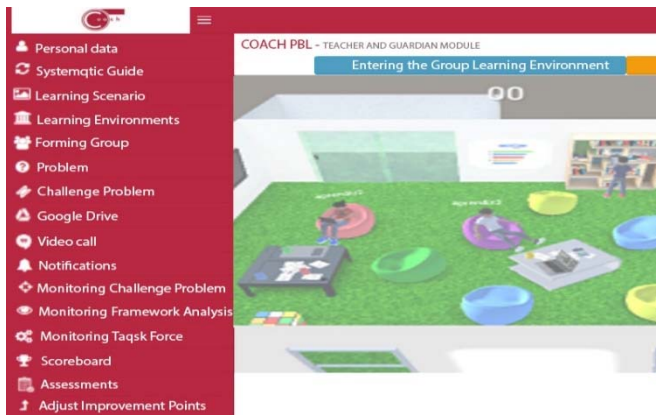 Coach
COACH PBL - TEACHER AND GUARDIAN MODULE
Entering the Group Learning Environment
Personal data
Systemqtic Guide
Learning Scenario
Learning Environments
Forming Group
Problem
Challenge Problem
Google Drive
Video call
Notifications
Monitoring Challenge Problem
Monitoring Framework Analysis
Monitoring Taqsk Force
Scoreboard
Assessments
Adjust Improvement Points
00